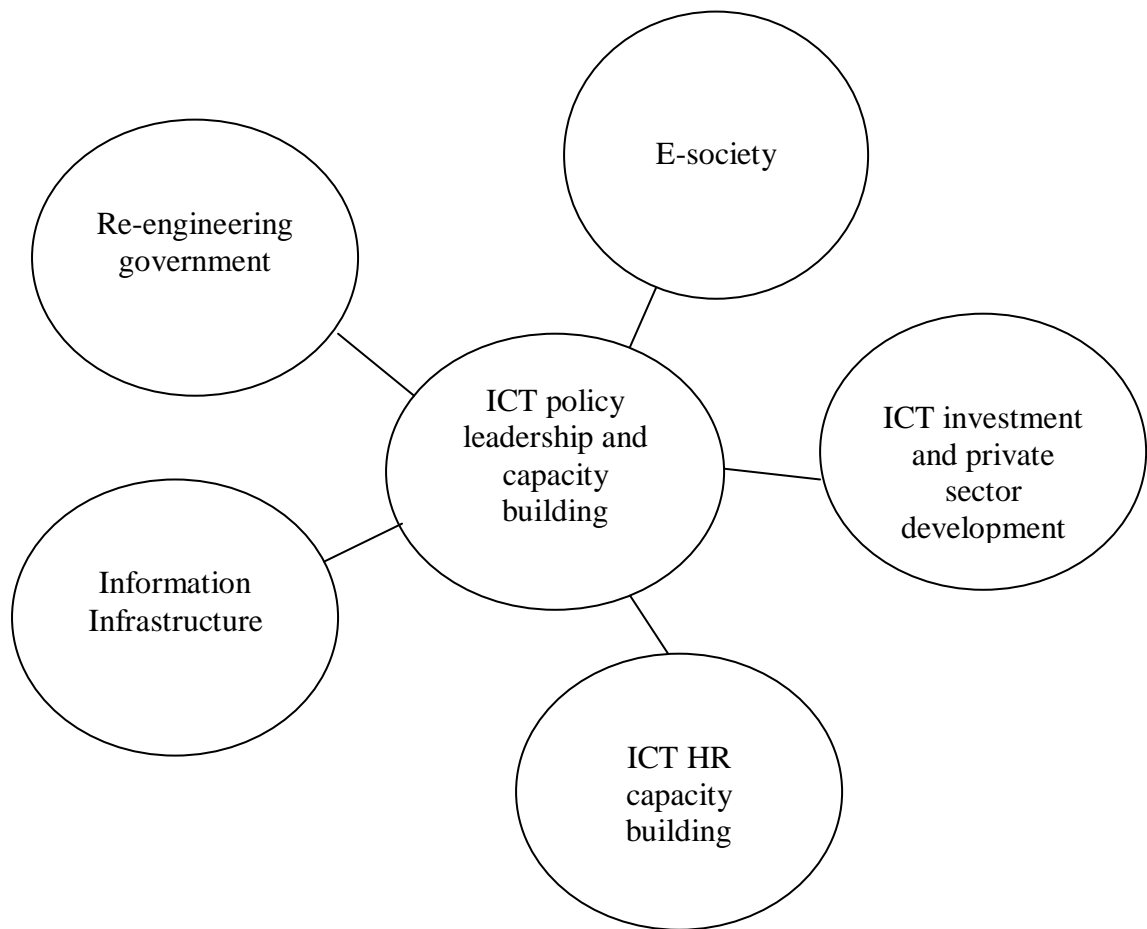 E-society
Re-engineering
government
ICT policy
leadership and
capacity
building
ICT investment
and private
sector
development
Information
Infrastructure
ICT HR
capacity
building